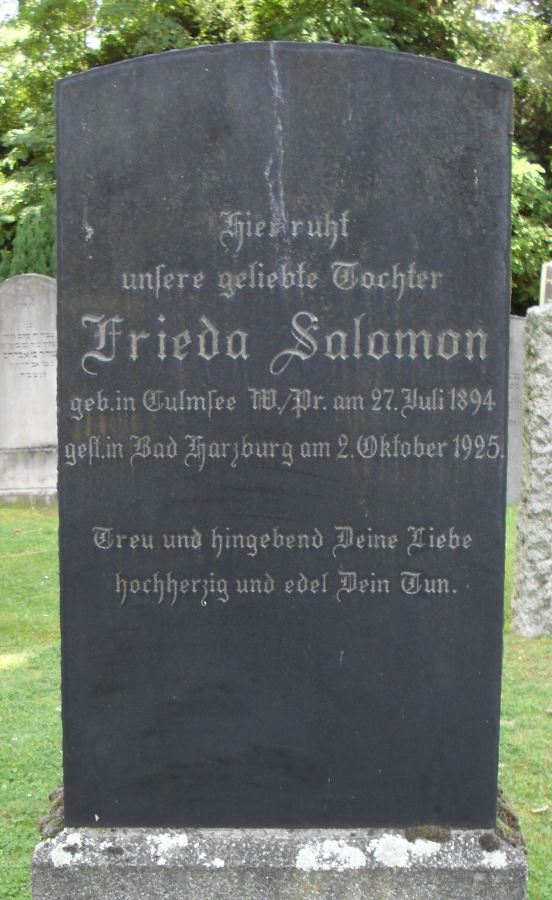 Hier ruht
unsere geliebte Tochter
Frieda Salomon
geb. in Culmsee W./Pr. am 27. Juli 1894
gest. in Bad Harzburg am 2. Oktober 1925.
Treu und hingebend Deine Liebe
hochherzig und edel Dein Tun.